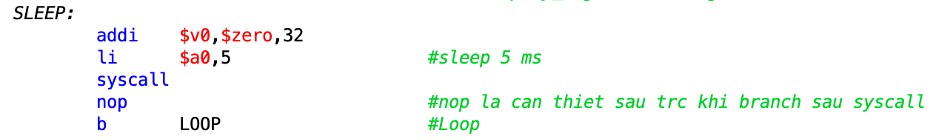 SLEEP:
addi $v0,$zero,32
li $a0,5 #sleep 5 ms
syscall
nop #nop la can thiet sau trc khi branch sau syscall
b LOOP #Loop